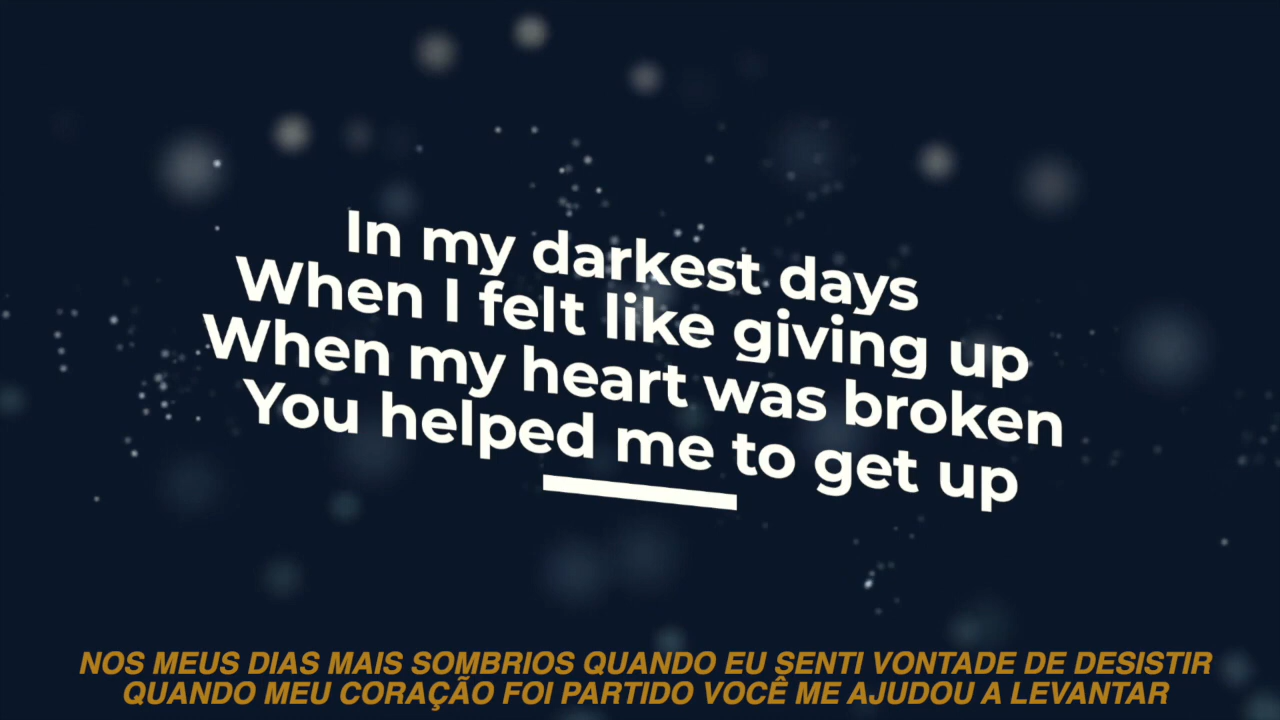 In my darkest days
When I felt like giving up
When my heart was broken
You helped me to get up
NOS MEUS DIAS MAIS SOMBRIOS QUANDO EU SENTI VONTADE DE DESISTIR
QUANDO MEU CORAÇÃO FOI PARTIDO VOCÊ ME AJUDOU A LEVANTAR